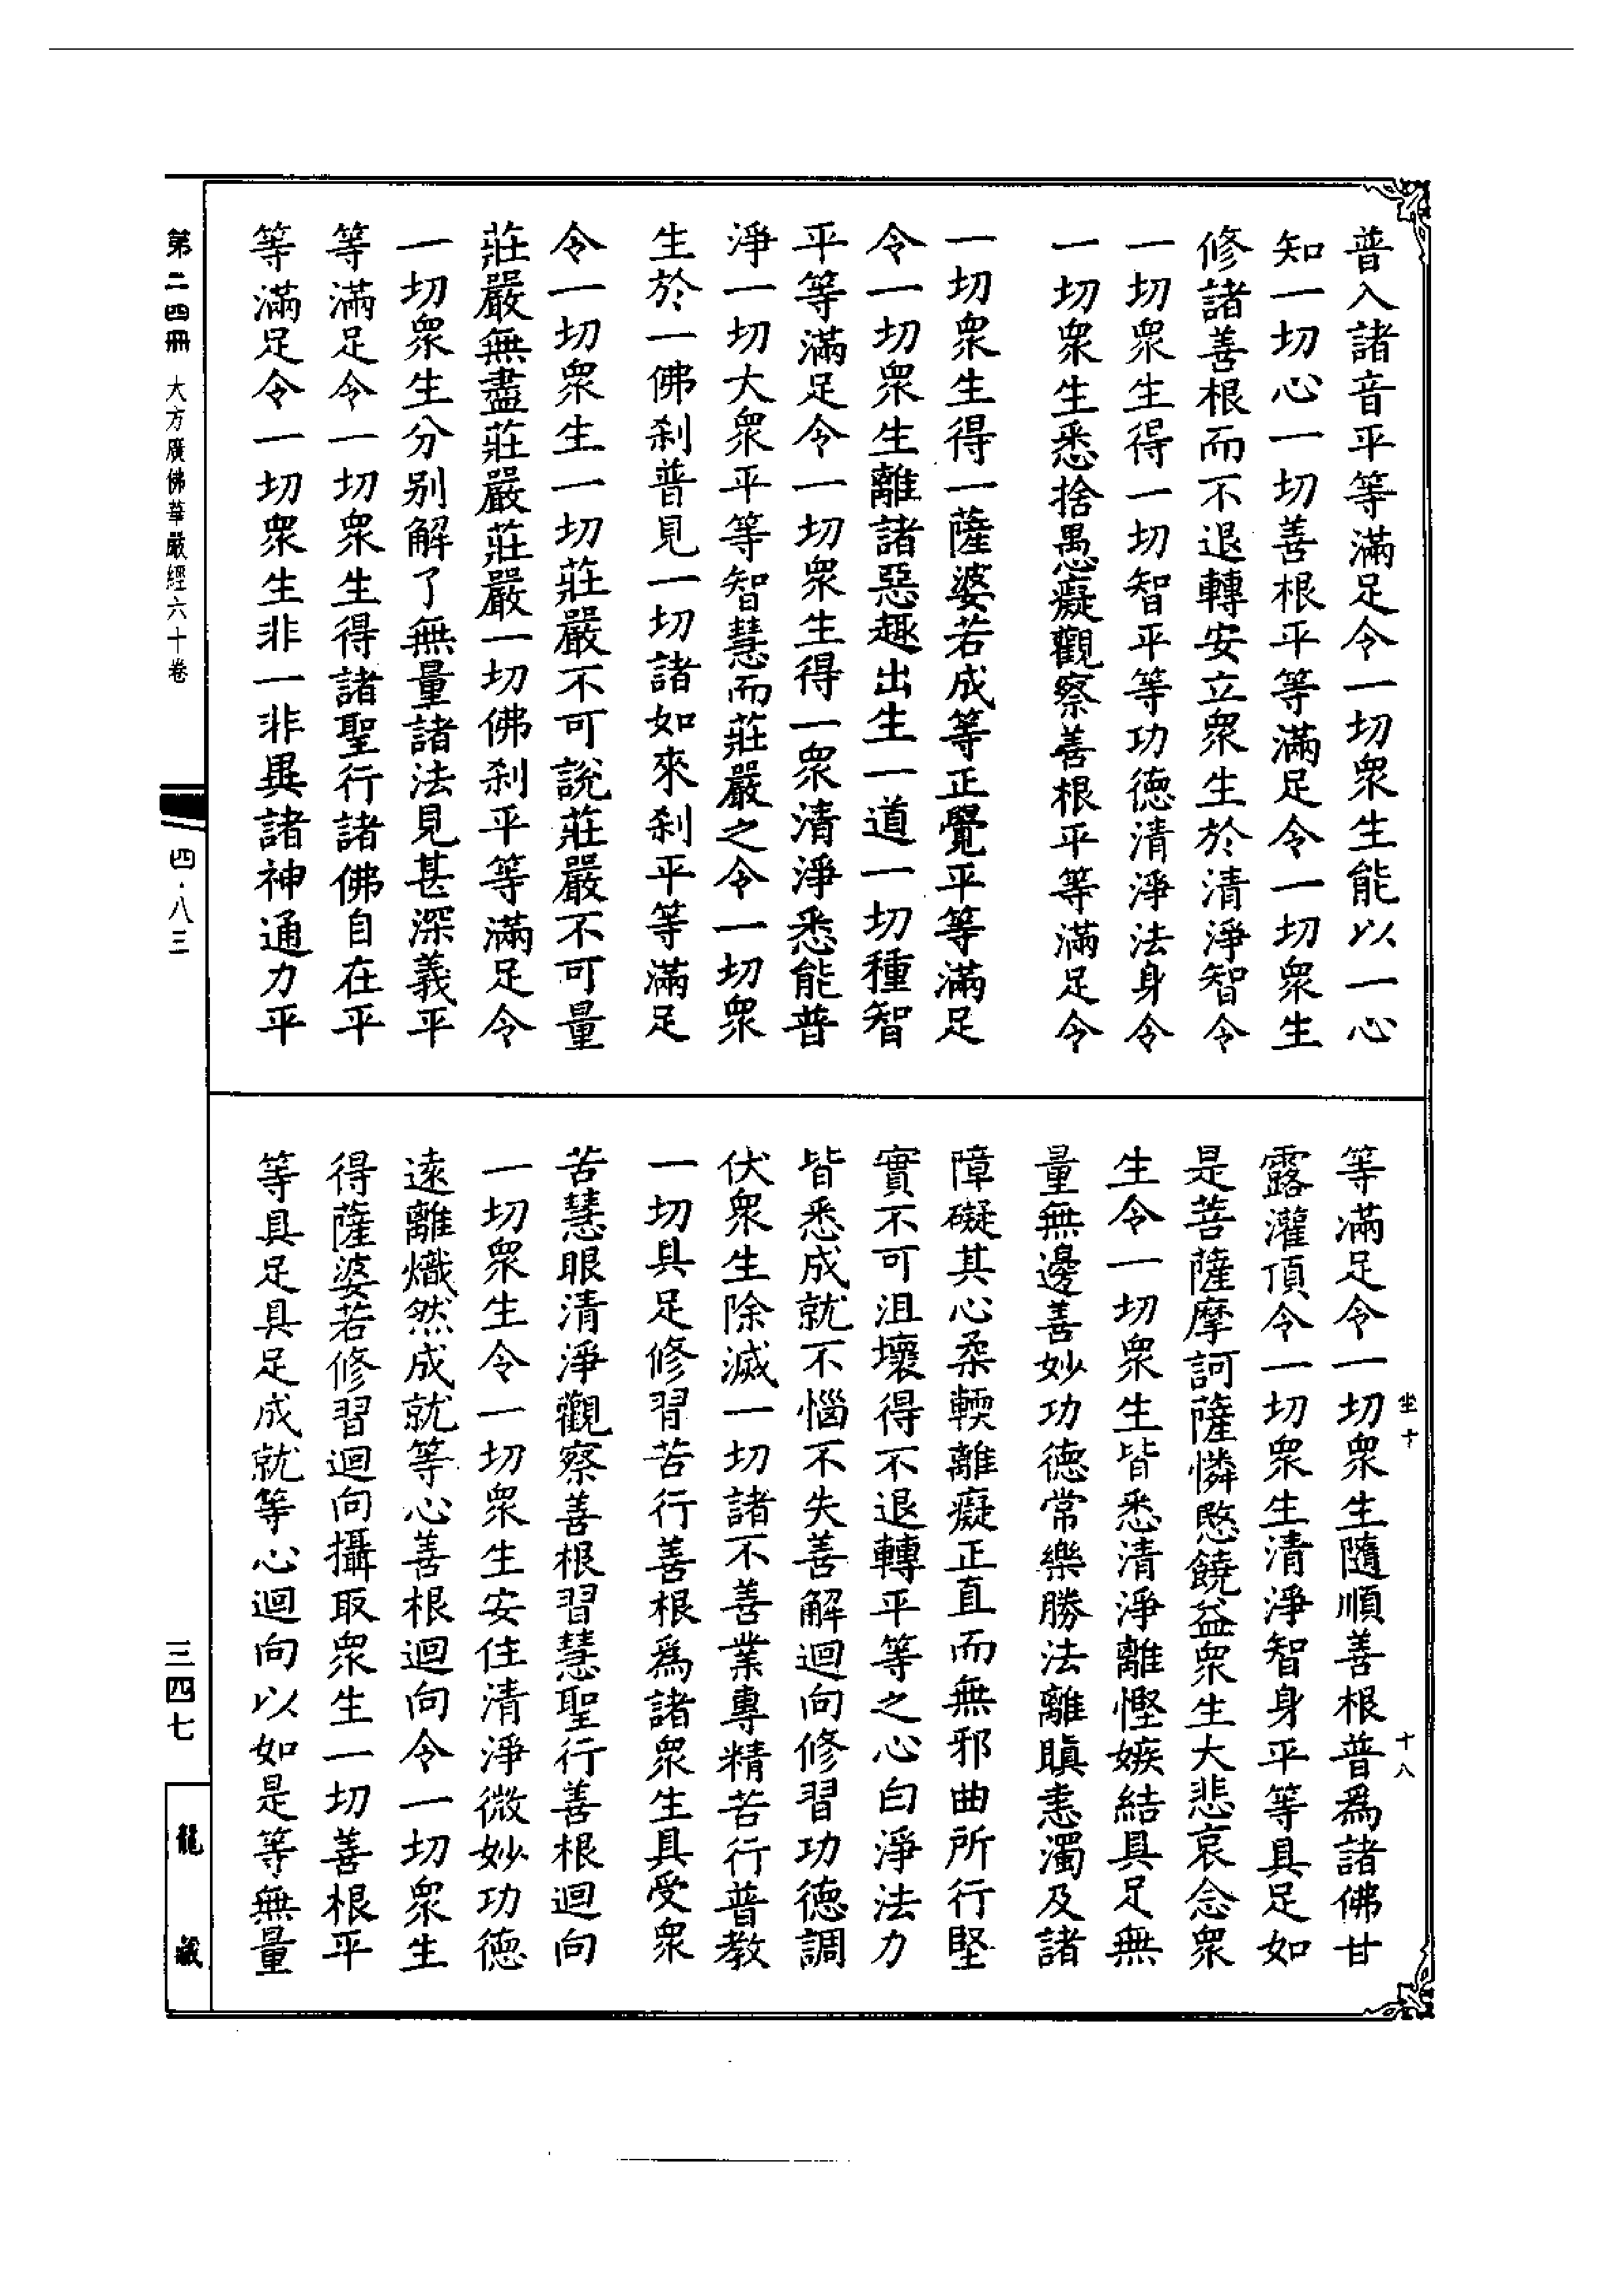 普入諸音平等滿足令一切衆生能以一心
知一切心一切善根平等滿足令一切衆生
修諸善根而不退轉安立衆生於清淨智令
一切衆生得一切智平等功德清淨法身令
一切衆生悉捨愚癡觀察善根平等滿足令
一切衆生得一薩婆若成等正覺平等滿足
令一切衆生離諸惡趣出生一道一切種智
平等滿足令一切衆生得一衆清淨悉能普
淨一切大衆平等智慧而莊嚴之令一切衆
生於一佛刹普見一切諸如來刹平等滿足
令一切衆生一切莊嚴不可說莊嚴不可量
莊嚴無盡莊嚴莊嚴一切佛刹平等滿足令
一切衆生分別解了無量諸法見甚深義平
等滿足令一切衆生得諸聖行諸佛自在平
等滿足令一切衆生非一非異諸神通力平
等滿足令一切衆生隨順善根普爲諸佛甘
露灌頂令一切衆生清淨智身平等具足如
是菩薩摩訶薩憐愍饒益衆生大悲哀念衆
生令一切衆生皆悉清淨離慳嫉結具足無
量無邊善妙功德常樂勝法離瞋恚濁及諸
障礙其心柔輭離癡正直而無邪曲所行堅
實不可沮壞得不退轉平等之心白淨法力
皆悉成就不惱不失善解迴向修習功德調
伏衆生除滅一切諸不善業專精苦行普教
一切具足修習苦行善根爲諸衆生具受衆
苦慧眼清淨觀察善根習慧聖行善根迴向
一切衆生令一切衆生安住清淨微妙功德
遠離熾然成就等心善根迴向令一切衆生
得薩婆若修習迴向攝取衆生一切善根平
等具足具足成就等心迴向以如是等無量
坐十
十八
第二四冊 大方廣佛華嚴經六十卷
四·八三
三四七
龍藏